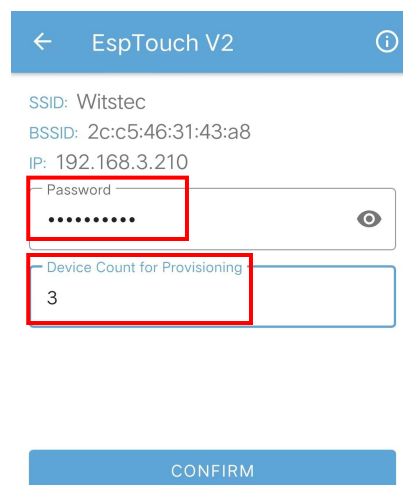 EspTouch V2
SSID: Witstec
BSSID: 2c:c5:46:31:43:a8
IP: 192.168.3.210
Password
••••••••••
Device Count for Provisioning
3
CONFIRM